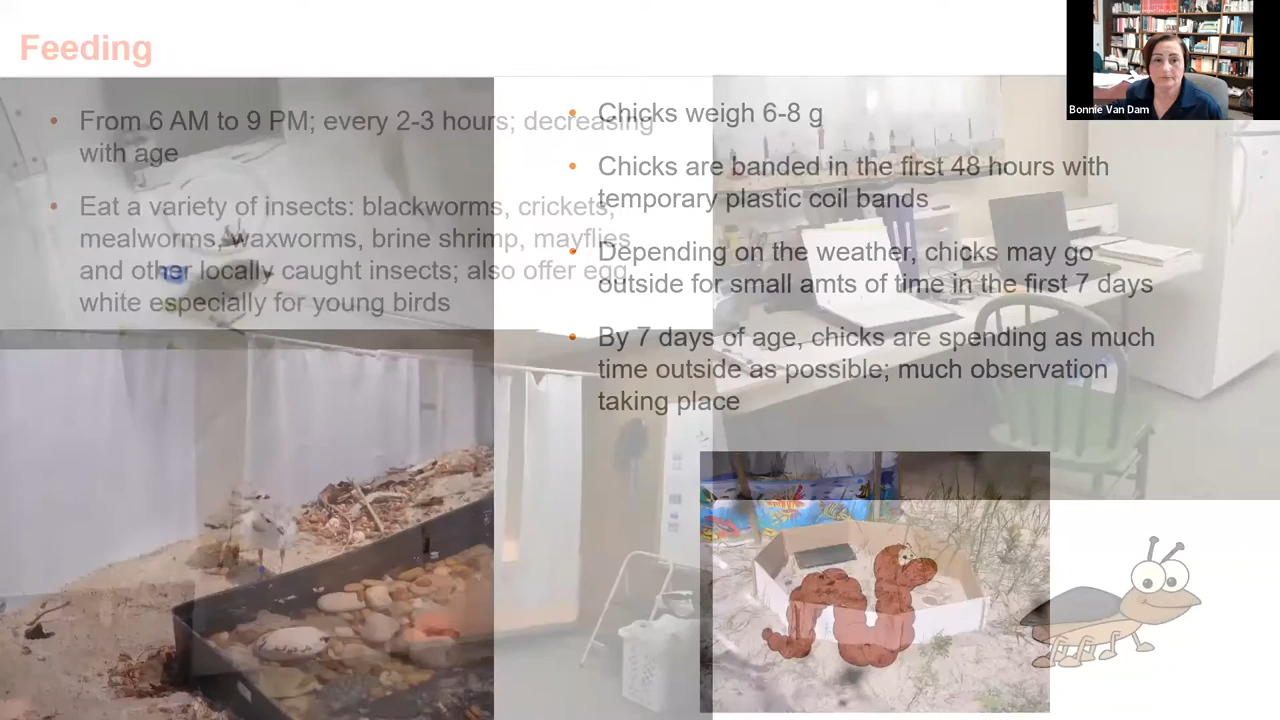 Feeding
• From 6 AM to 9 PM; every 2-3 hours; decreasing
with age
• Eat a variety of insects: blackworms, crickets,
mealworms, waxworms, brine shrimp, mayflies
and other locally caught insects; also offer egg
white especially for young birds
• Chicks weigh 6-8 g
• Chicks are banded in the first 48 hours with
temporary plastic coil bands
• Depending on the weather, chicks may go
outside for small amts of time in the first 7 days
• By 7 days of age, chicks are spending as much
time outside as possible; much observation
taking place
Bonnie Van Dam